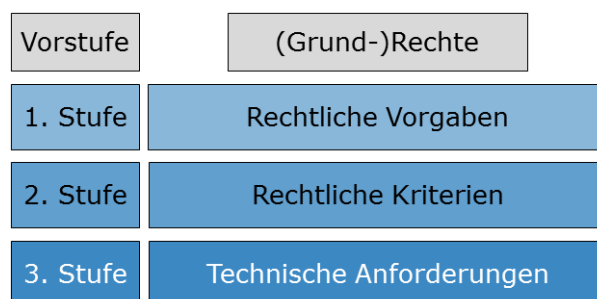 Vorstufe (Grund-)Rechte
1. Stufe Rechtliche Vorgaben
2. Stufe Rechtliche Kriterien
3. Stufe Technische Anforderungen